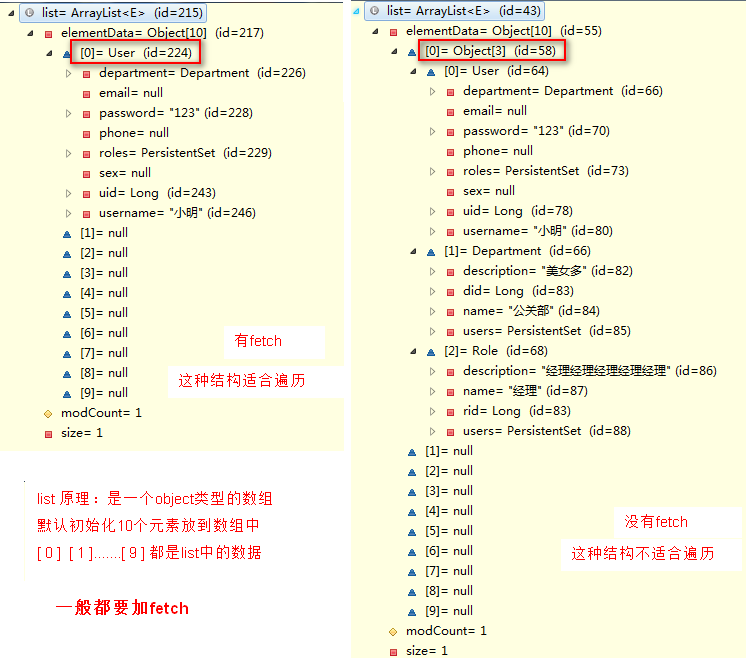 list= ArrayList<E> (id=215)
elementData= Object[10] (id=217)
[0]= User (id=224)
department= Department (id=226)
email= null
password= "123" (id=228)
phone= null
roles= PersistentSet (id=229)
sex= null
uid= Long (id=243)
username= "小明" (id=246)
[1]= null
[2]= null
[3]= null
[4]= null
[5]= null
[6]= null
[7]= null
[8]= null
[9]= null
modCount= 1
size= 1
有fetch
这种结构适合遍历
list 原理：是一个object类型的数组
默认初始化10个元素放到数组中
[ 0 ] [ 1 ]......[ 9 ] 都是list中的数据
一般都要加fetch
list= ArrayList<E> (id=43)
elementData= Object[10] (id=55)
[0]= Object[3] (id=58)
[0]= User (id=64)
department= Department (id=66)
email= null
password= "123" (id=70)
phone= null
roles= PersistentSet (id=73)
sex= null
uid= Long (id=78)
username= "小明" (id=80)
[1]= Department (id=66)
description= "美女多" (id=82)
did= Long (id=83)
name= "公关部" (id=84)
users= PersistentSet (id=85)
[2]= Role (id=68)
description= "经理经理经理经理经理" (id=86)
name= "经理" (id=87)
rid= Long (id=83)
users= PersistentSet (id=88)
[1]= null
[2]= null
[3]= null
[4]= null
[5]= null
[6]= null
[7]= null
[8]= null
[9]= null
modCount= 1
size= 1
没有fetch
这种结构不适合遍历